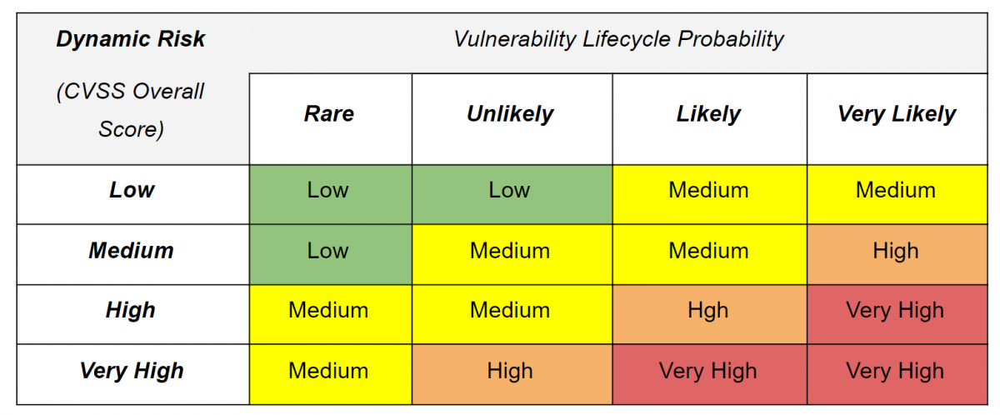 Dynamic Risk Vulnerability Lifecycle Probability
(CVSS Overall
Score)
Rare Unlikely Likely Very Likely
Low Low Low Medium Medium
Medium Low Medium Medium High
High Medium Medium Hgh Very High
Very High Medium High Very High Very High